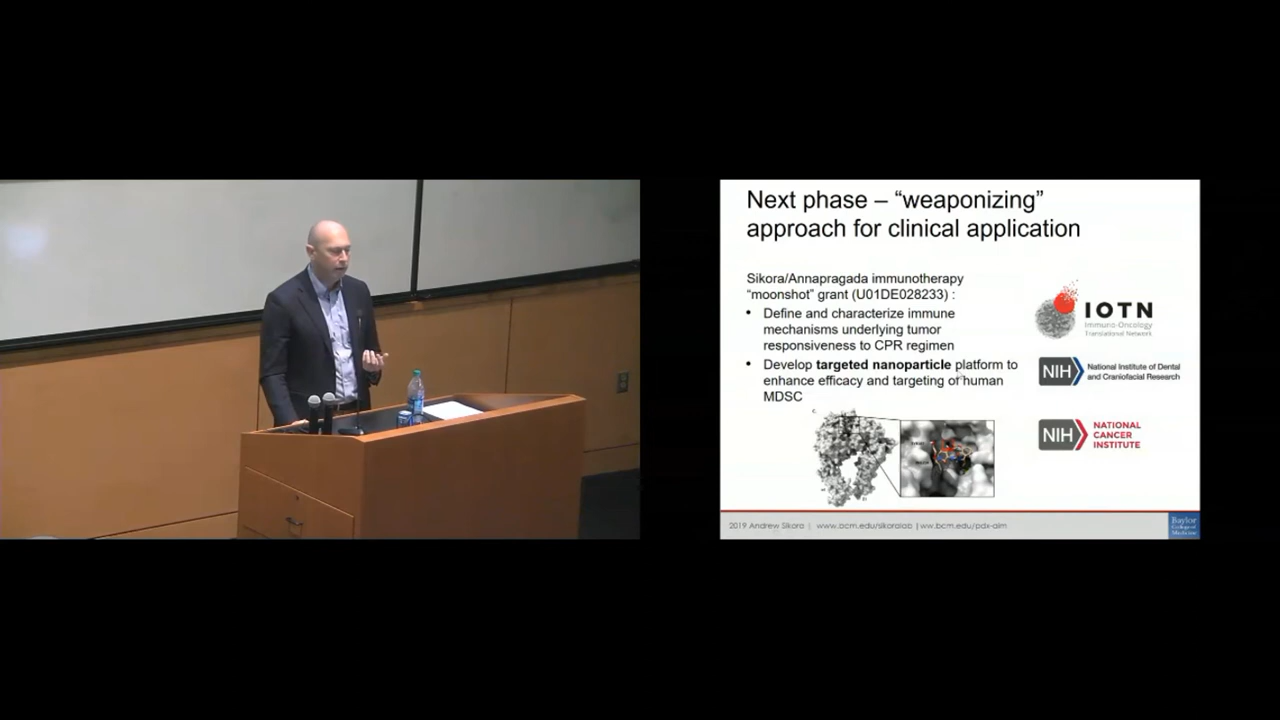 Next phase – “weaponizing”
approach for clinical application
Sikora/Annapragada immunotherapy
“moonshot” grant (U01DE028233) :
• Define and characterize immune
mechanisms underlying tumor
responsiveness to CPR regimen
• Develop targeted nanoparticle platform to
enhance efficacy and targeting of human
MDSC
IOTN
Immuno-Oncology
Translational Network
NIH
National Institute of Dental
and Craniofacial Research
NIH
NATIONAL
CANCER
INSTITUTE
2019 Andrew Sikora | www.bcm.edu/sikoralab | ww.bcm.edu/pdx-aim
Baylor
College of
Medicine